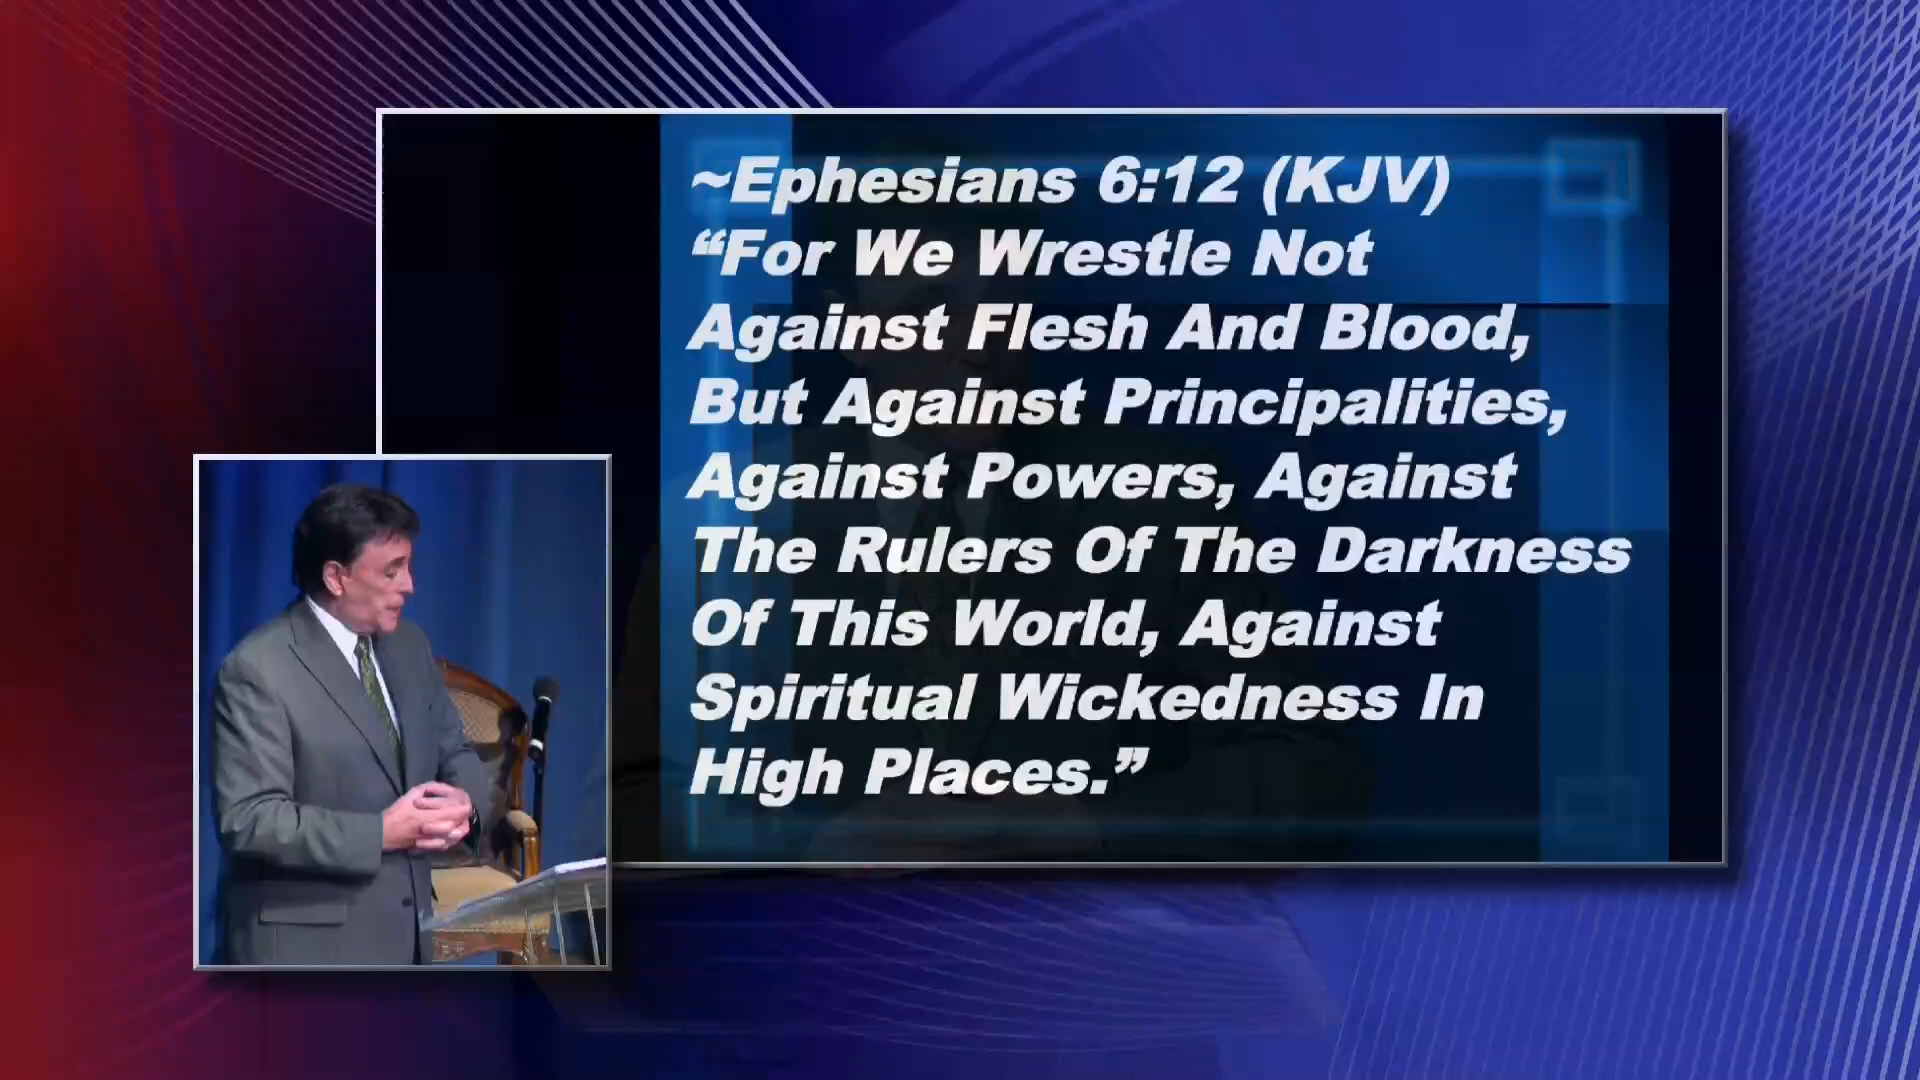 ~Ephesians 6:12 (KJV)
“For We Wrestle Not
Against Flesh And Blood,
But Against Principalities,
Against Powers, Against
The Rulers Of The Darkness
Of This World, Against
Spiritual Wickedness In
High Places.”